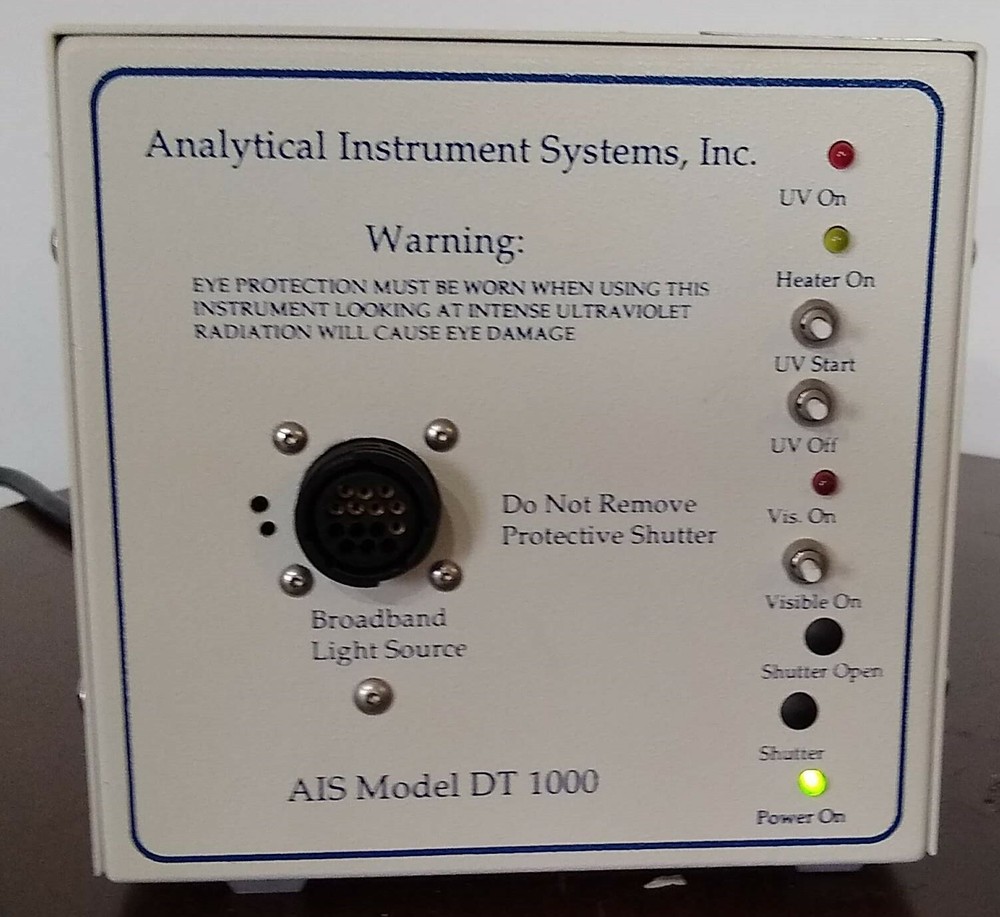 Analytical Instrument Systems, Inc.
UV On
Warning:
Heater On
EYE PROTECTION MUST BE WORN WHEN USING THIS
INSTRUMENT LOOKING AT INTENSE ULTRAVIOLET
RADIATION WILL CAUSE EYE DAMAGE
UV Start
UV Off
Do Not Remove
Protective Shutter
Vis. On
Visible On
Broadband
Light Source
Shutter Open
Shutter
AIS Model DT 1000
Power On